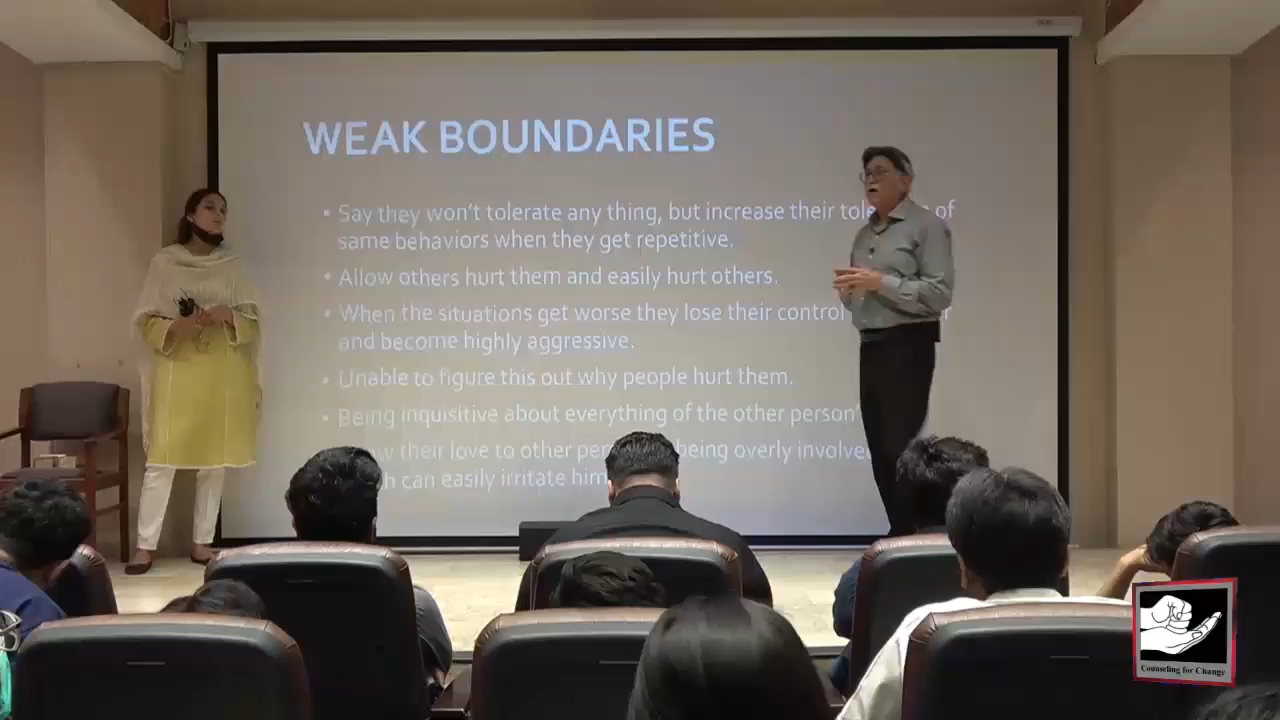 WEAK BOUNDARIES
• Say they won't tolerate any thing, but increase their of
same behaviors when they get repetitive.
• Allow others hurt them and easily hurt others.
• When the situations get worse they lose their control
and become highly aggressive.
• Unable to figure this out why people hurt them.
• Being inquisitive about everything of the other person'
their love to other being overly
can easily irritate him
Counseling for Change